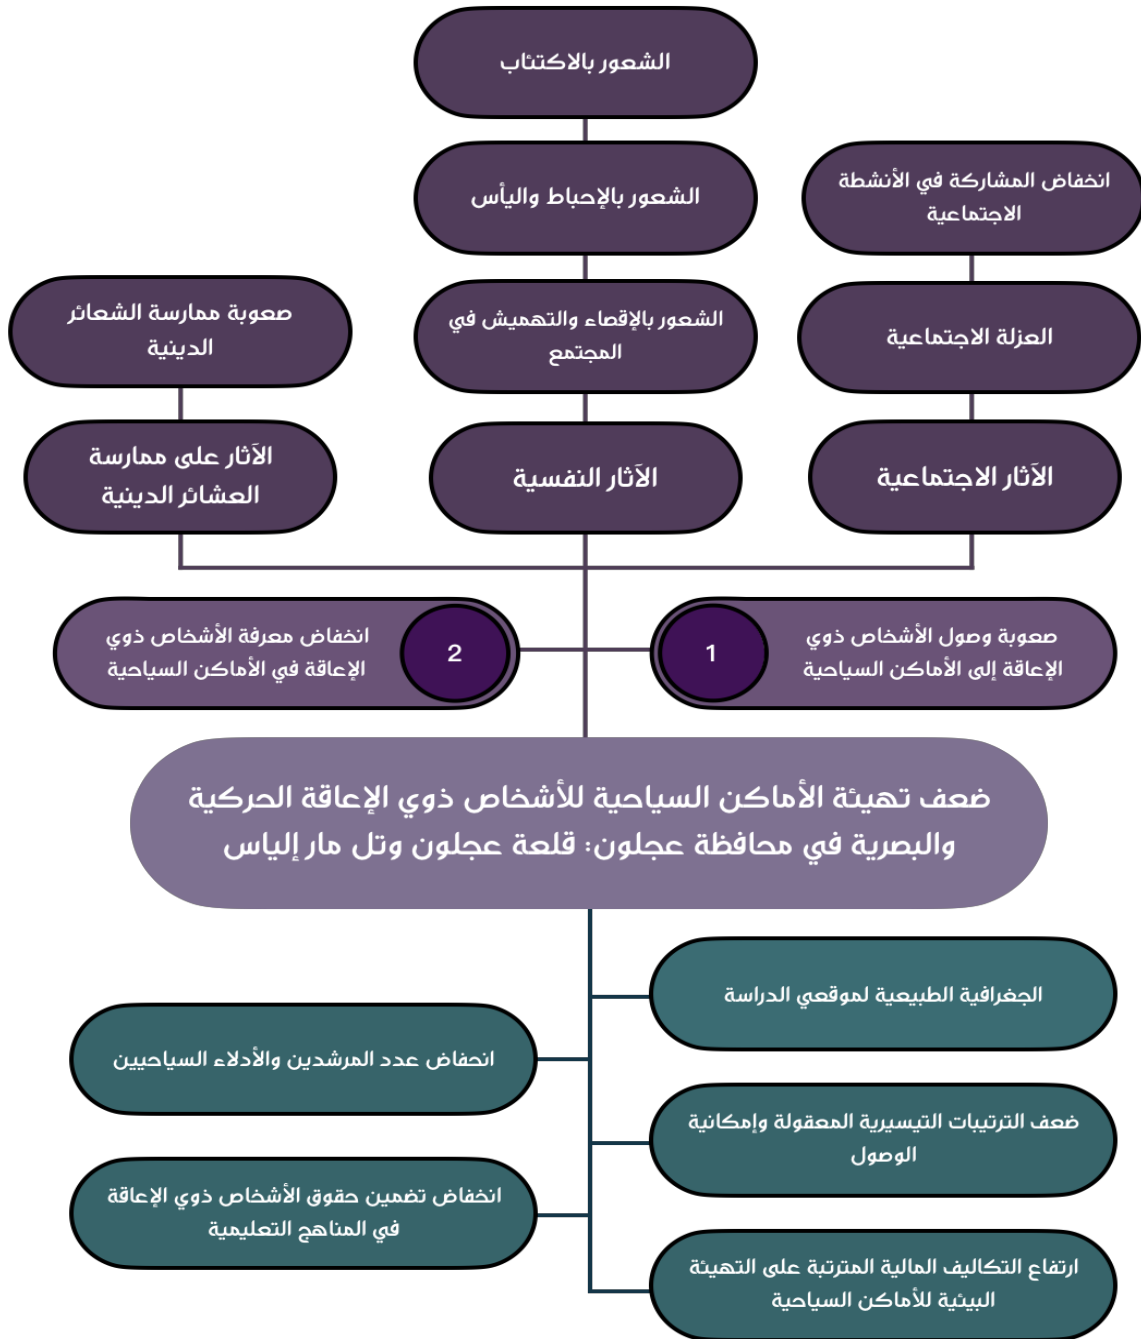 الشعور بالاكتئاب
الشعور بالإحباط واليأس
انخفاض المشاركة في الأنشطة
الاجتماعية
صعوبة ممارسة الشعائر
الدينية
الشعور بالإقصاء والتهميش في
المجتمع
العزلة الاجتماعية
الآثار على ممارسة
العشائر الدينية
الآثار النفسية
الآثار الاجتماعية
1
صعوبة وصول الأشخاص ذوي
الإعاقة إلى الأماكن السياحية
2
انخفاض معرفة الأشخاص ذوي
الإعاقة في الأماكن السياحية
ضعف تهيئة الأماكن السياحية للأشخاص ذوي الإعاقة الحركية
والبصرية في محافظة عجلون: قلعة عجلون وتل مار إلياس
الجغرافية الطبيعية لموقعي الدراسة
انحفاض عدد المرشدين والأدلاء السياحيين
ضعف الترتيبات التيسيرية المعقولة وإمكانية
الوصول
انخفاض تضمين حقوق الأشخاص ذوي الإعاقة
في المناهج التعليمية
ارتفاع التكاليف المالية المترتبة على التهيئة
البيئية للأماكن السياحية